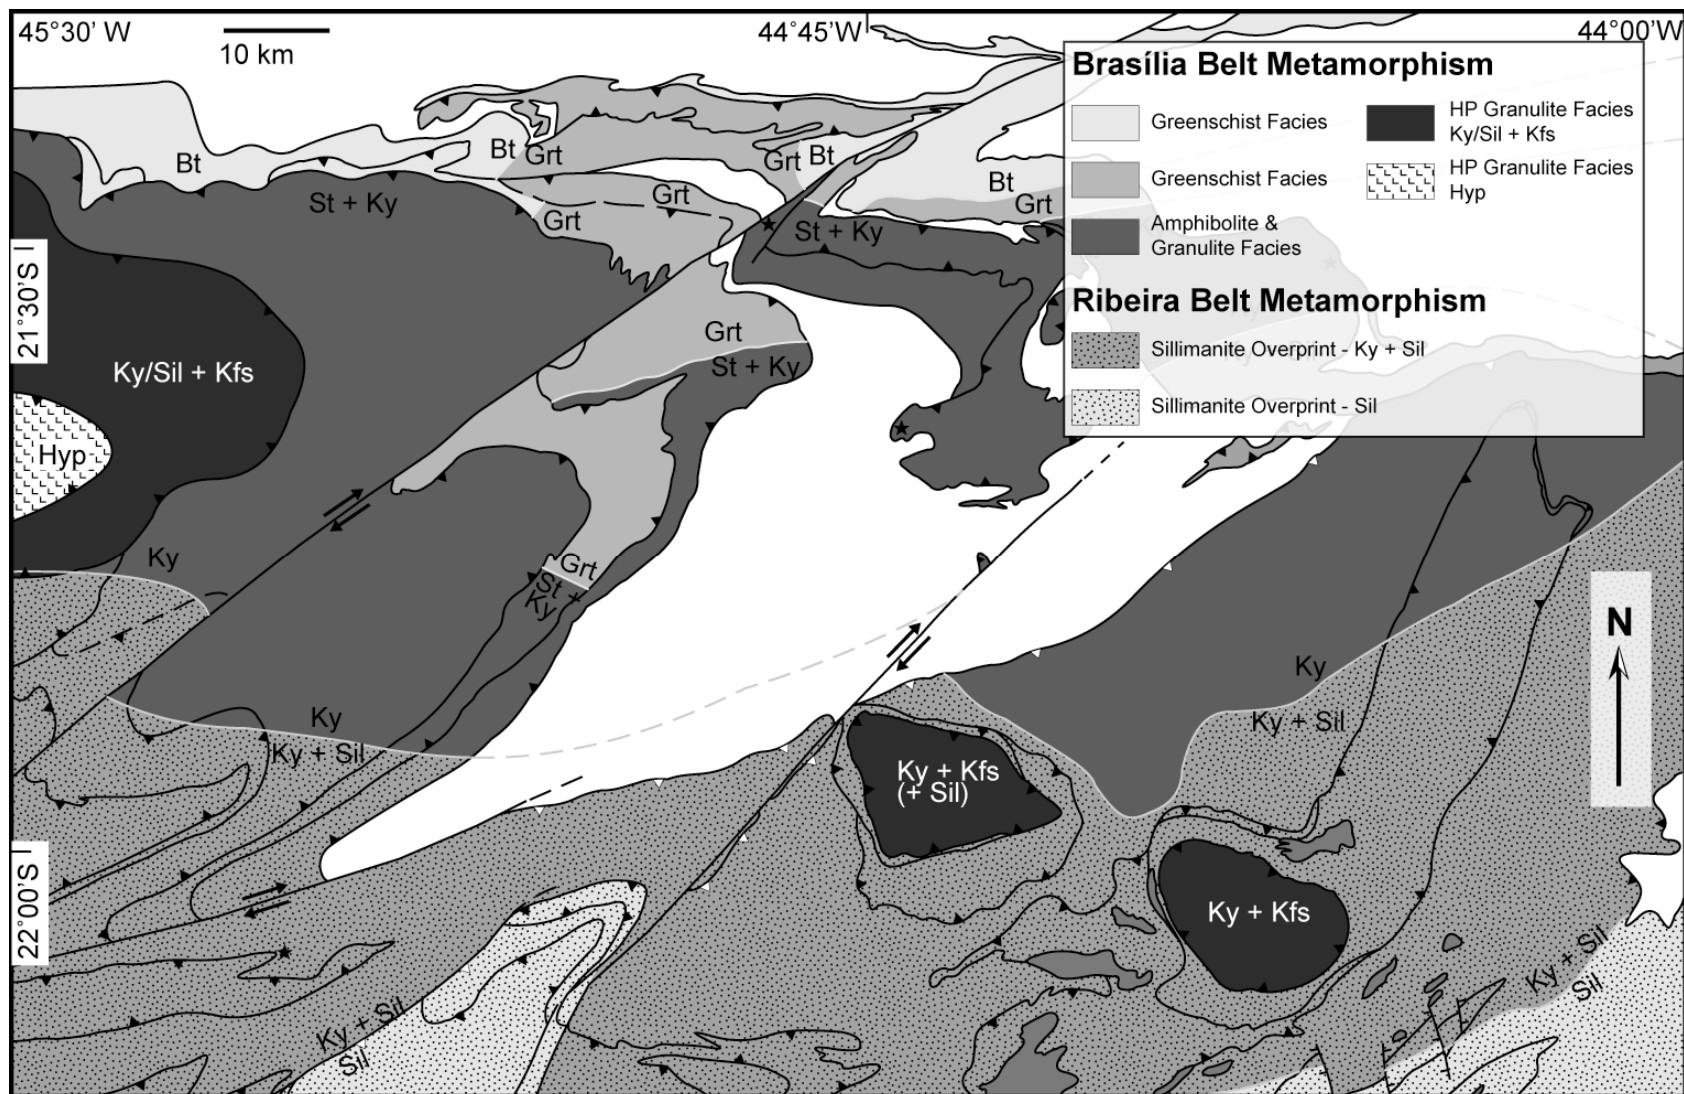 45°30' W
44°45'W
44°00'W
10 km
Brasília Belt Metamorphism
Greenschist Facies
HP Granulite Facies
Ky/Sil + Kfs
Greenschist Facies
HP Granulite Facies
Hyp
Amphibolite &
Granulite Facies
Ribeira Belt Metamorphism
Sillimanite Overprint - Ky + Sil
Sillimanite Overprint - Sil
Bt
Bt
Grt
Grt
Bt
Bt
Grt
St + Ky
Grt
Grt
St + Ky
21°30'S
Grt
St + Ky
Ky/Sil + Kfs
Hyp
Ky
Grt
St +
Ky
N
Ky
Ky + Sil
Ky
Ky + Sil
Ky + Kfs
(+ Sil)
22°00'S
Ky + Kfs
Ky + Sil
Sil
Ky + Sil
Sil